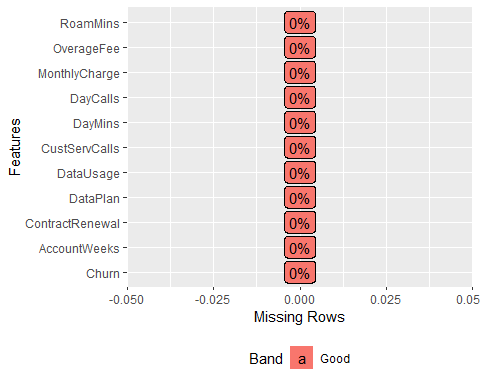 Features
RoamMins 0%
OverageFee 0%
MonthlyCharge 0%
DayCalls 0%
DayMins 0%
CustServCalls 0%
DataUsage 0%
DataPlan 0%
ContractRenewal 0%
AccountWeeks 0%
Churn 0%
-0.050 -0.025 0.000 0.025 0.05
Missing Rows
Band a Good